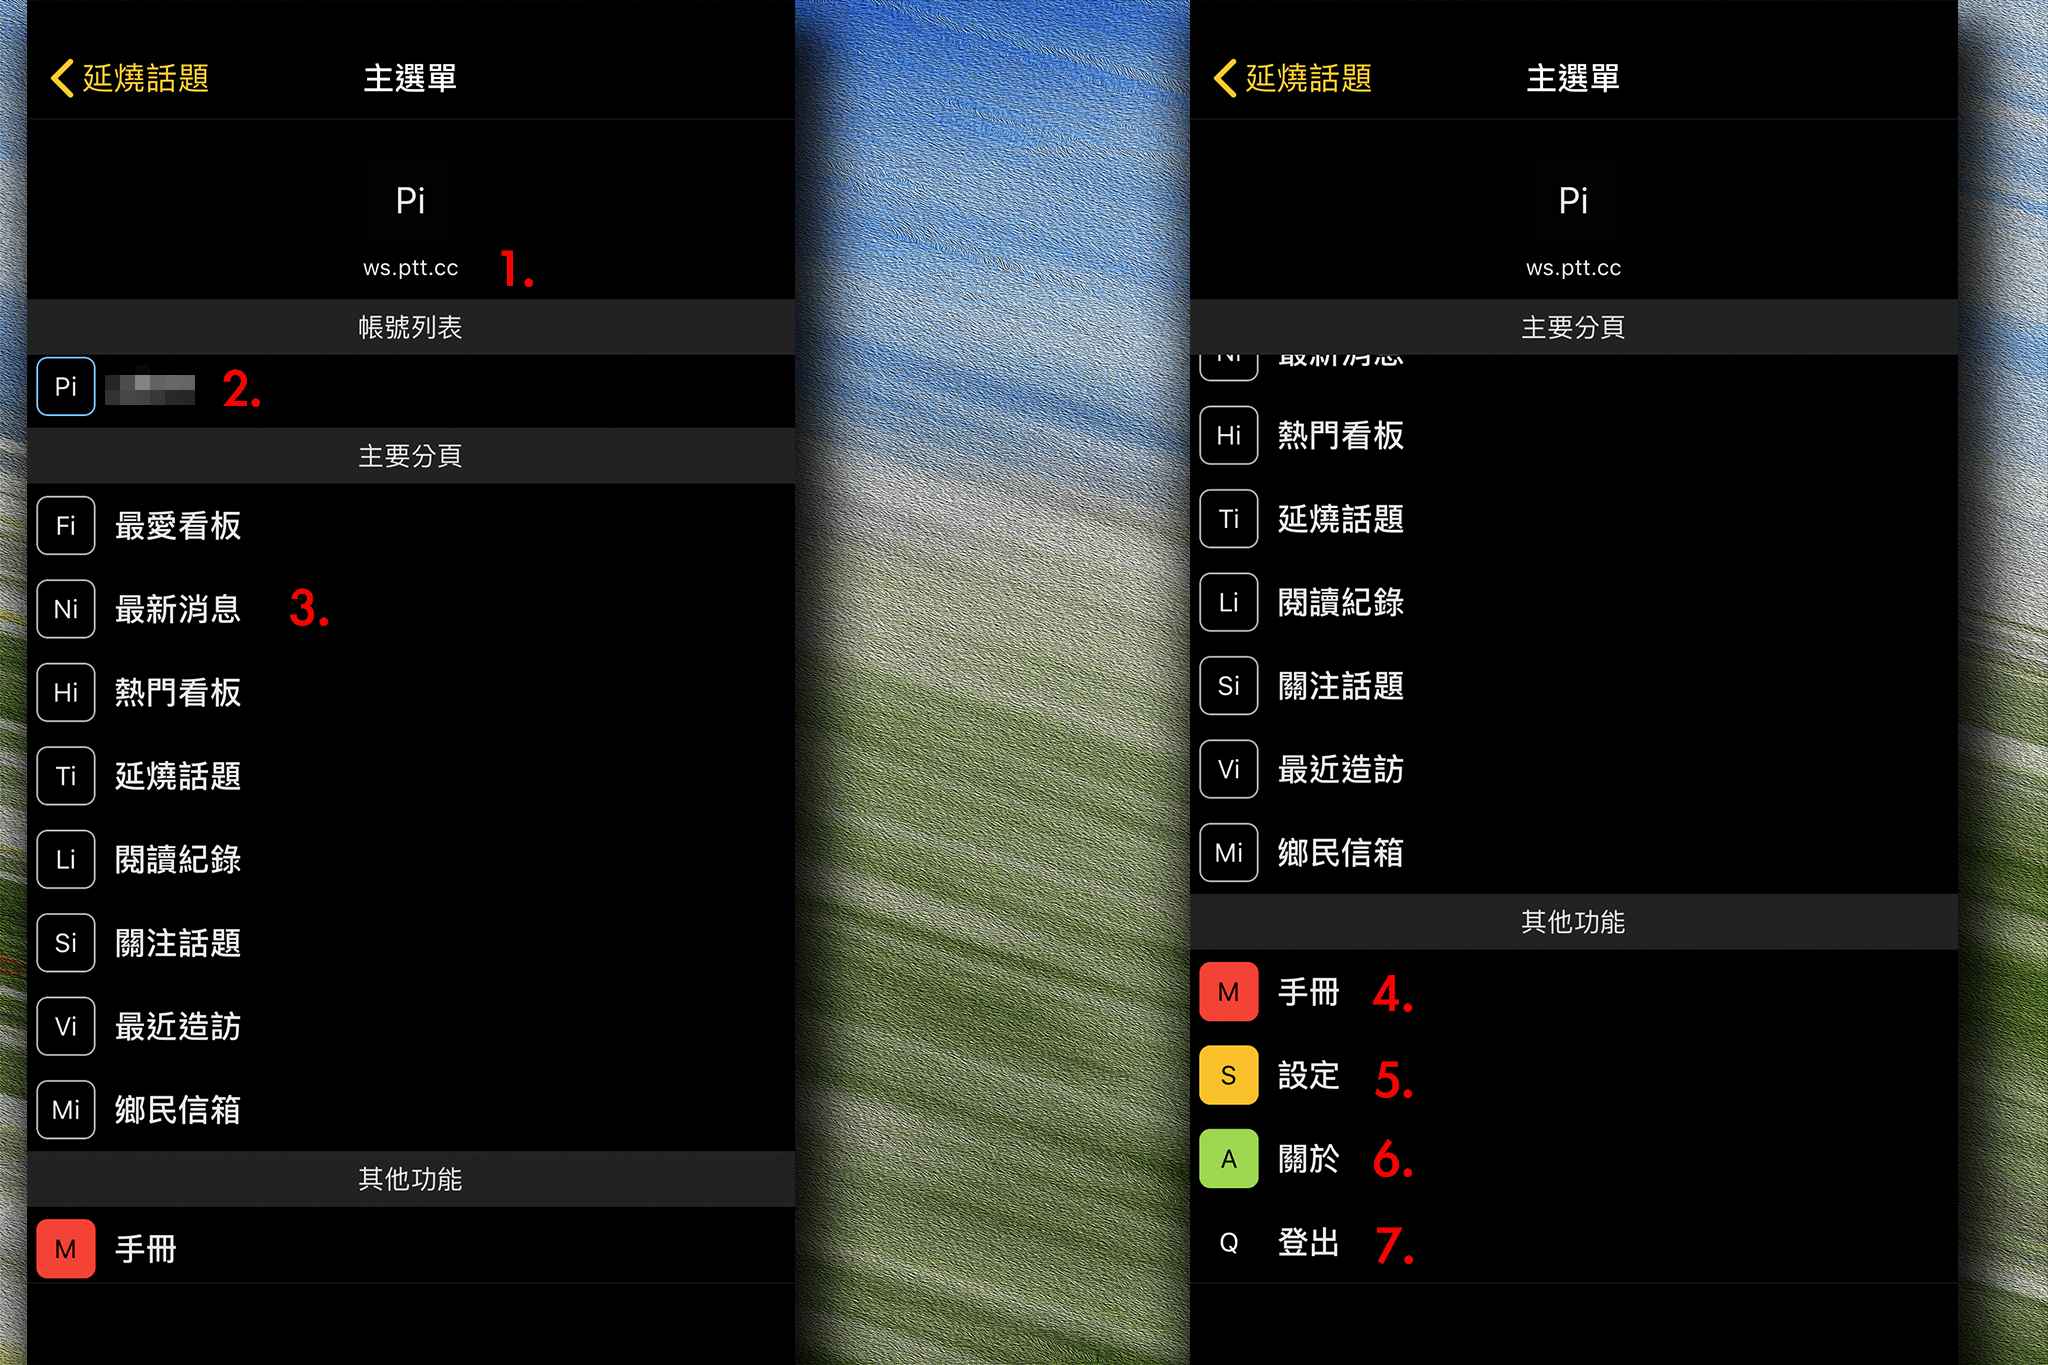 延燒話題 主選單
Pi
ws.ptt.cc 1.
帳號列表
Pi 2.
主要分頁
Fi 最愛看板
Ni 最新消息 3.
Hi 熱門看板
Ti 延燒話題
Li 閱讀紀錄
Si 關注話題
Vi 最近造訪
Mi 鄉民信箱
其他功能
M 手冊
延燒話題 主選單
Pi
ws.ptt.cc
主要分頁
Ni 最新消息
Hi 熱門看板
Ti 延燒話題
Li 閱讀紀錄
Si 關注話題
Vi 最近造訪
Mi 鄉民信箱
其他功能
M 手冊 4.
S 設定 5.
A 關於 6.
Q 登出 7.